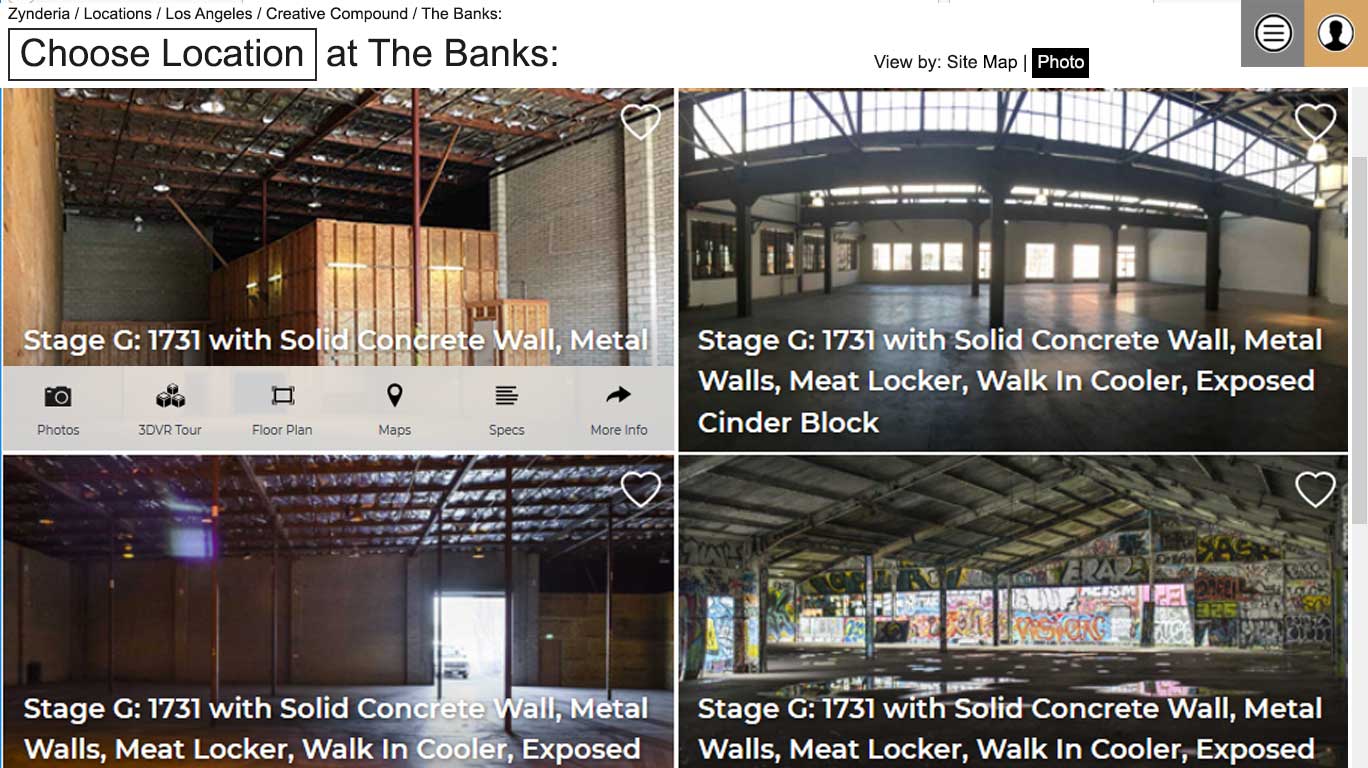 Zynderia / Locations / Los Angeles / Creative Compound / The Banks:
Choose Location at The Banks:
View by: Site Map | Photo
Stage G: 1731 with Solid Concrete Wall, Metal
Photos
3DVR Tour
Floor Plan
Maps
Specs
More Info
Stage G: 1731 with Solid Concrete Wall, Metal
Walls, Meat Locker, Walk In Cooler, Exposed
Cinder Block
Stage G: 1731 with Solid Concrete Wall, Metal
Walls, Meat Locker, Walk In Cooler, Exposed
Stage G: 1731 with Solid Concrete Wall, Metal
Walls, Meat Locker, Walk In Cooler, Exposed